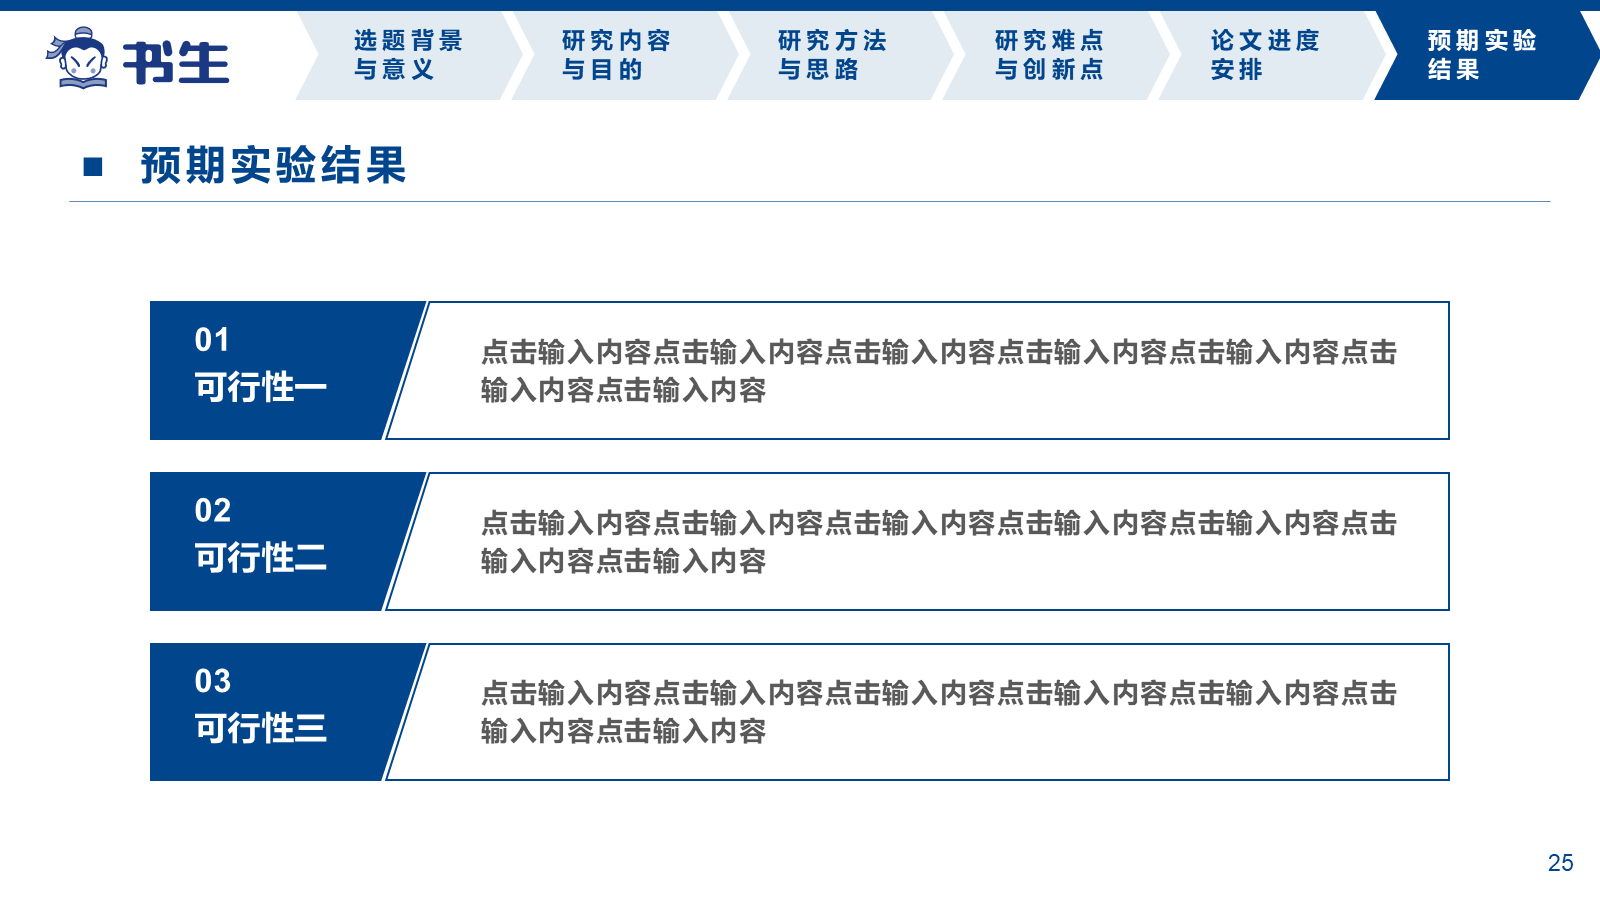 书生
选题背景
与意义
研究内容
与目的
研究方法
与思路
研究难点
与创新点
论文进度
安排
预期实验
结果
■ 预期实验结果
01
可行性一
点击输入内容点击输入内容点击输入内容点击输入内容点击输入内容点击
输入内容点击输入内容
02
可行性二
点击输入内容点击输入内容点击输入内容点击输入内容点击输入内容点击
输入内容点击输入内容
03
可行性三
点击输入内容点击输入内容点击输入内容点击输入内容点击输入内容点击
输入内容点击输入内容
25